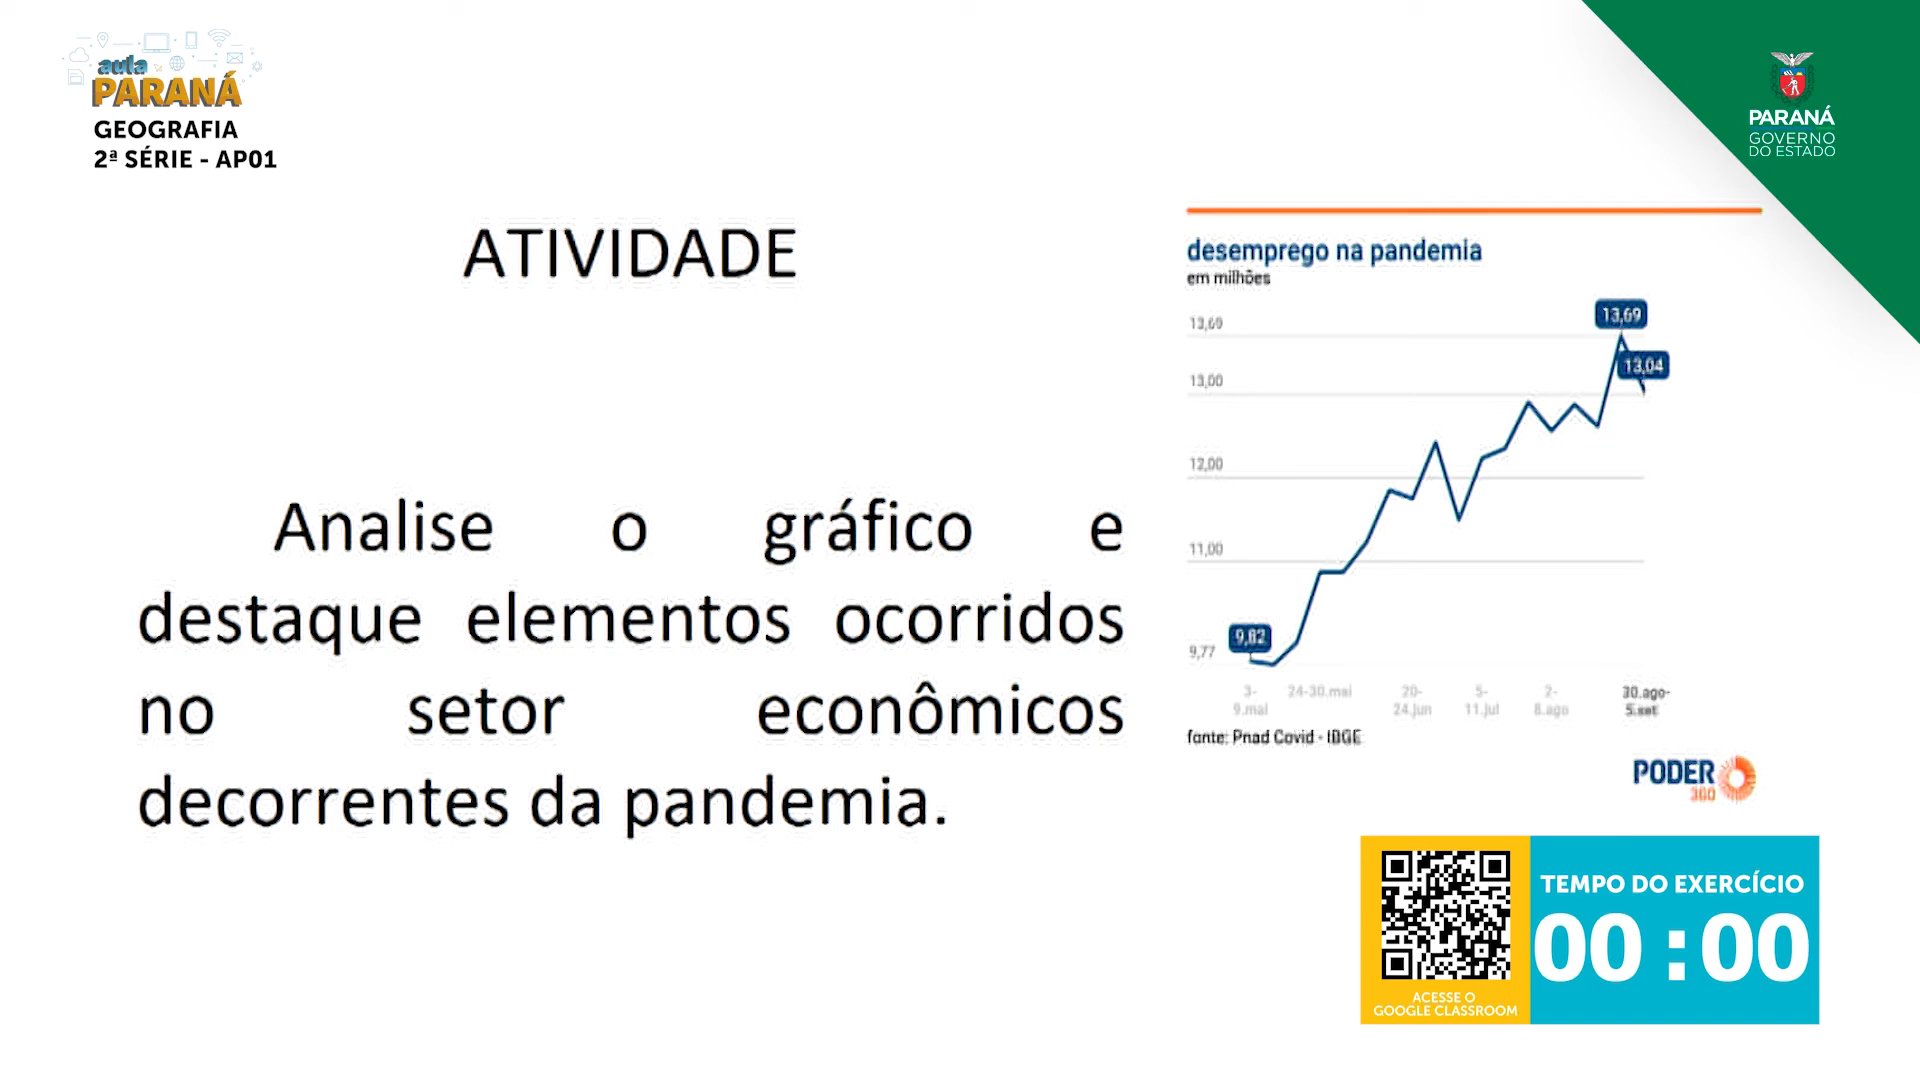 aula
PARANÁ
GEOGRAFIA
2ª SÉRIE - AP01
PARANÁ
GOVERNO
DO ESTADO
ATIVIDADE
Analise o gráfico e
destaque elementos ocorridos
no setor econômicos
decorrentes da pandemia.
desemprego na pandemia
em milhões
13,69
13,69
13,04
13,00
12,00
11,00
9,82
9,77
3-
9.mai
24-30.mai
20-
24.jun
5-
11.jul
2-
8.ago
30.ago-
5.set
fonte: Pnad Covid - IBGE
PODER
360
TEMPO DO EXERCÍCIO
00:00
ACESSE O
GOOGLE CLASSROOM